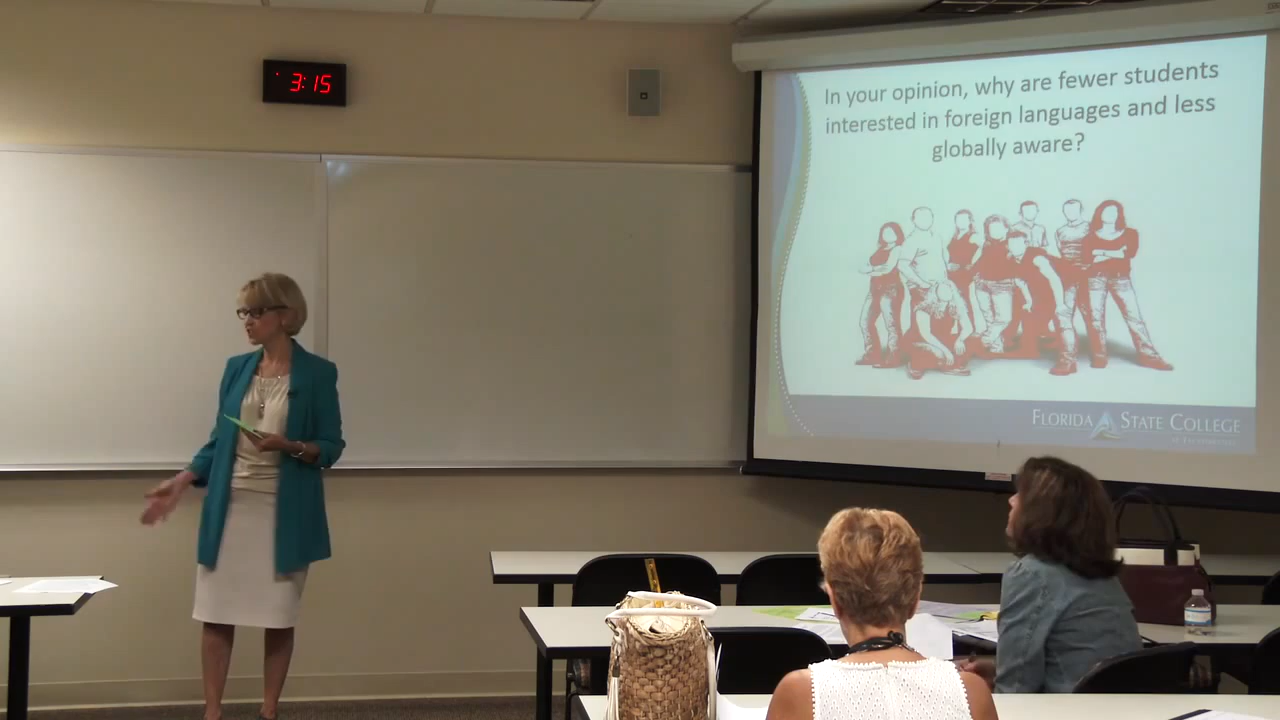 3:15
In your opinion, why are fewer students
interested in foreign languages and less
globally aware?
FLORIDA STATE COLLEGE